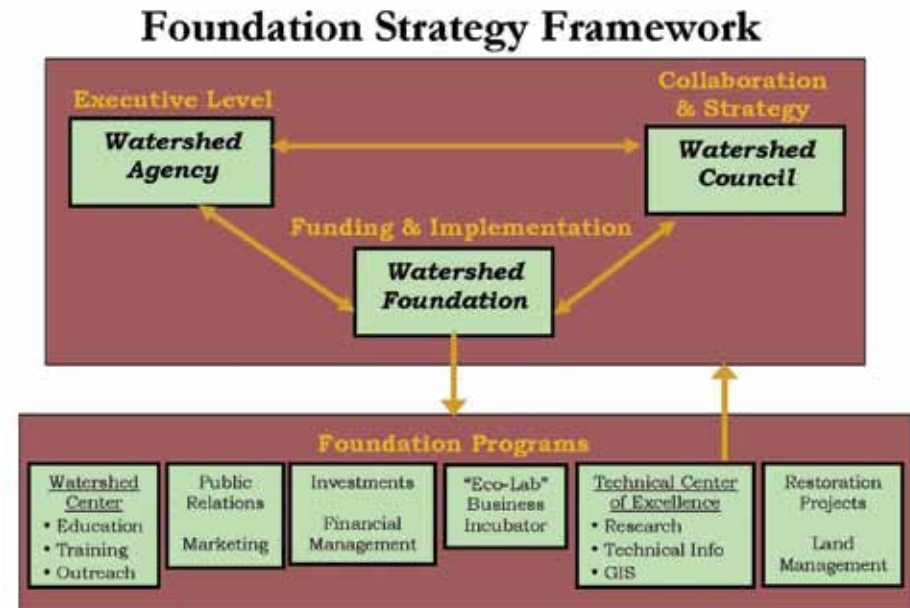 Foundation Strategy Framework
Executive Level
Watershed
Agency
Collaboration
& Strategy
Watershed
Council
Funding & Implementation
Watershed
Foundation
Foundation Programs
Watershed
Center
• Education
• Training
• Outreach
Public
Relations
Marketing
Investments
Financial
Management
"Eco-Lab"
Business
Incubator
Technical Center
of Excellence
• Research
• Technical Info
• GIS
Restoration
Projects
Land
Management